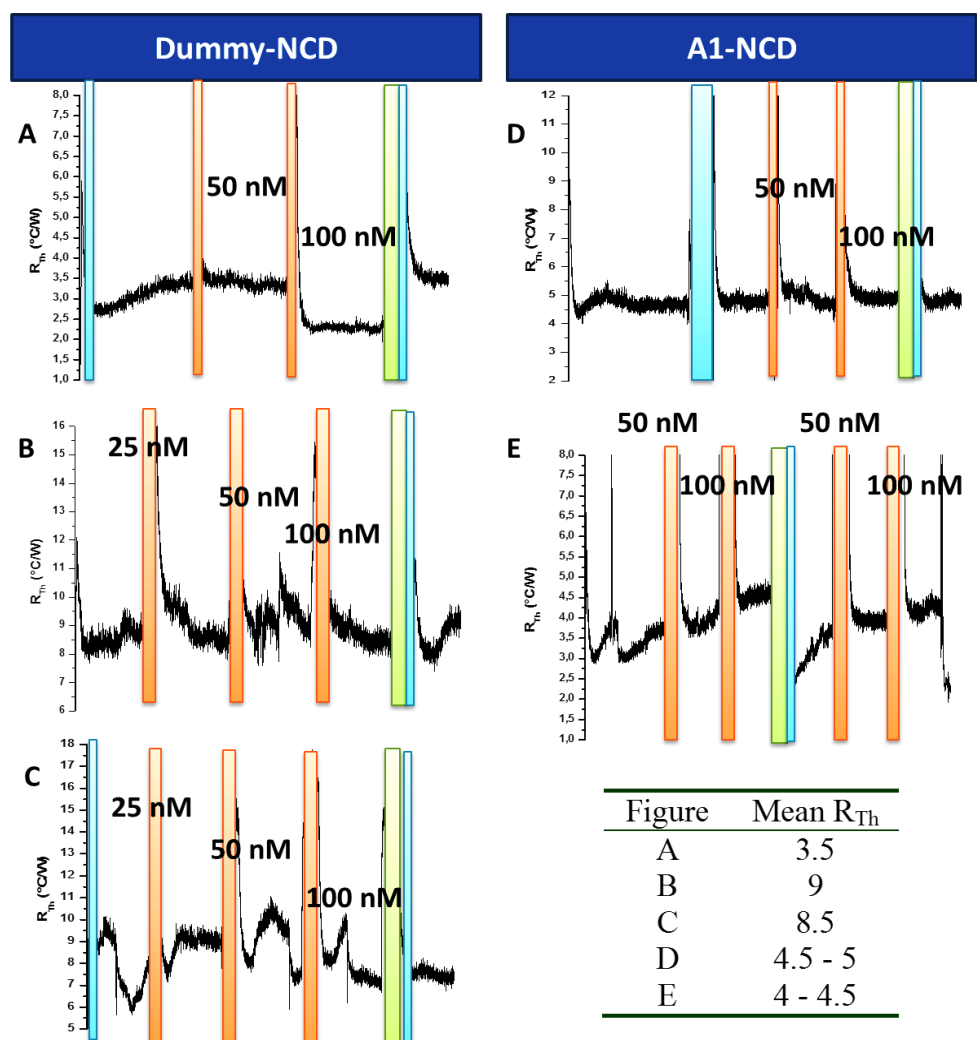 Dummy-NCD
A
8,0
7,5
7,0
6,5
6,0
5,5
5,0
4,5
4,0
3,5
3,0
2,5
2,0
1,5
1,0
R_Th (°C/W)
50 nM
100 nM
B
16
15
14
13
12
11
10
9
8
7
6
R_Th (°C/W)
25 nM
50 nM
100 nM
C
18
17
16
15
14
13
12
11
10
9
8
7
6
5
R_Th (°C/W)
25 nM
50 nM
100 nM
A1-NCD
D
12
11
10
9
8
7
6
5
4
3
2
R_Th (°C/W)
50 nM
100 nM
E
8,0
7,5
7,0
6,5
6,0
5,5
5,0
4,5
4,0
3,5
3,0
2,5
2,0
1,5
1,0
R_Th (°C/W)
50 nM
100 nM
50 nM
100 nM
Figure Mean R_Th
A 3.5
B 9
C 8.5
D 4.5 - 5
E 4 - 4.5